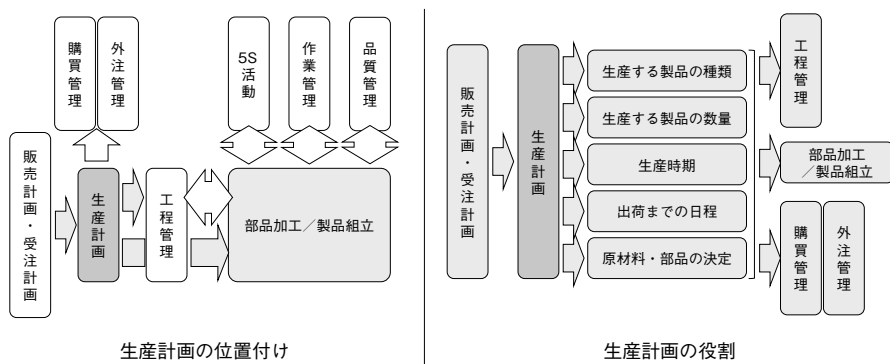 購買管理
外注管理
5S活動
作業管理
品質管理
販売計画・受注計画
生産計画
工程管理
部品加工／製品組立
生産計画の位置付け
販売計画・受注計画
生産計画
生産する製品の種類
生産する製品の数量
生産時期
出荷までの日程
原材料・部品の決定
工程管理
部品加工
／製品組立
購買管理
外注管理
生産計画の役割